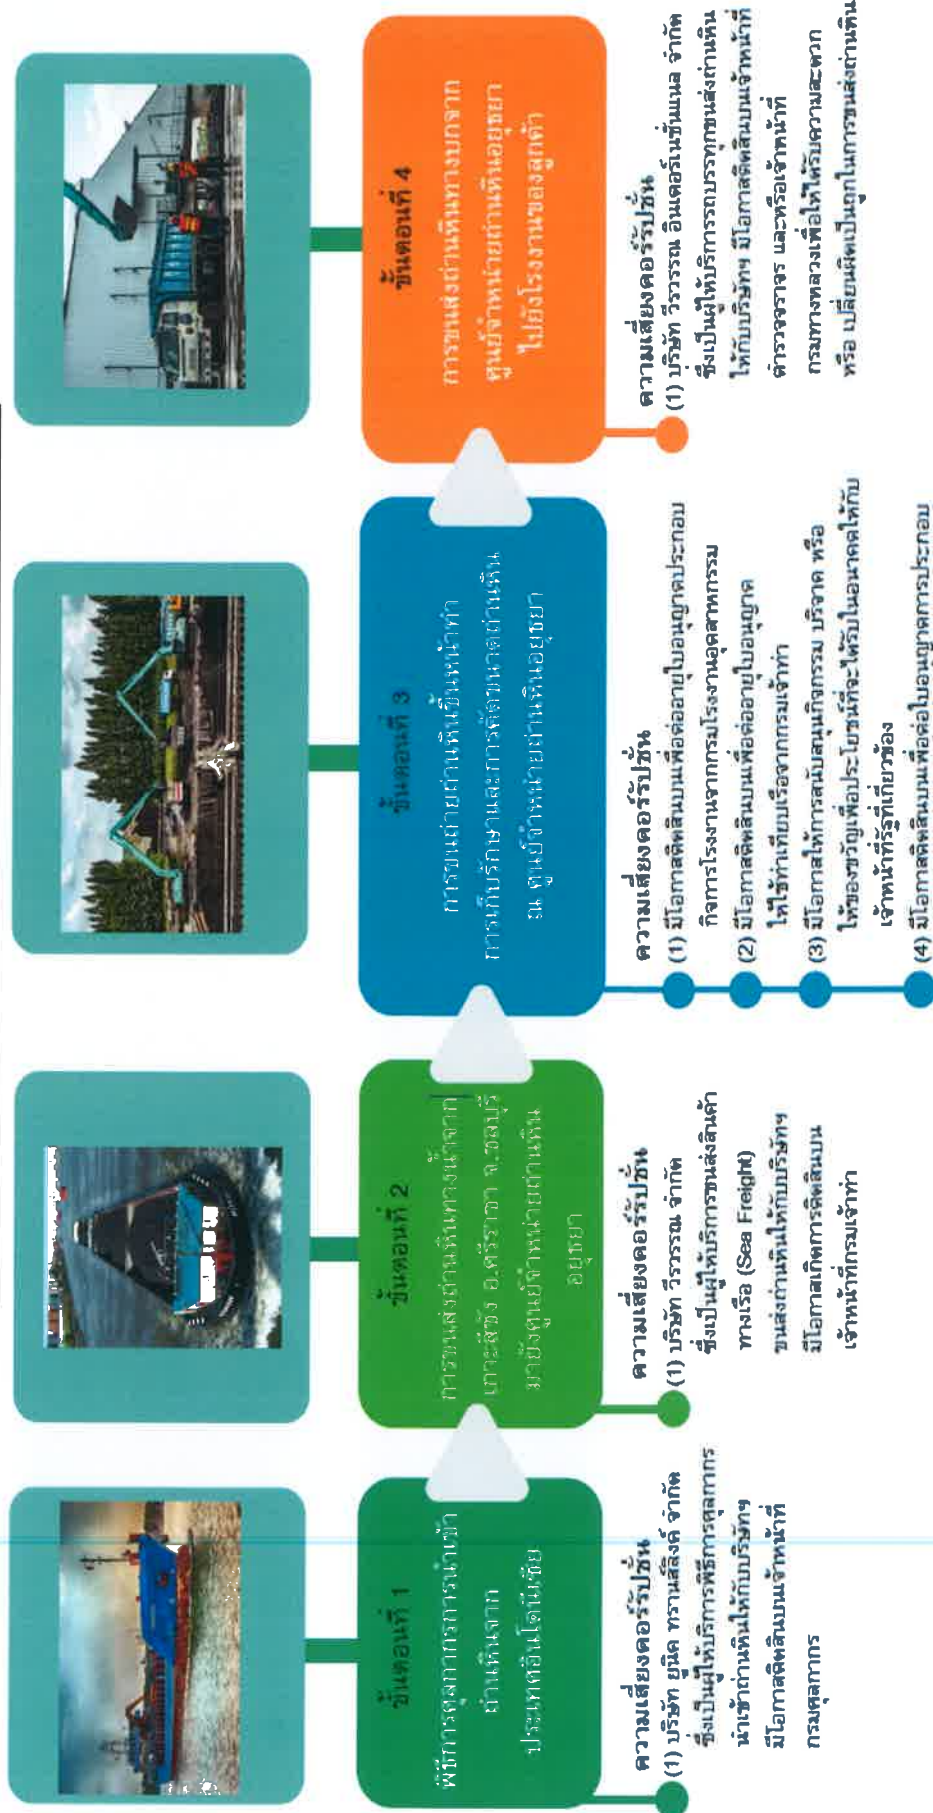 ขั้นตอนที่ 1
พิธีการศุลกากรการนำเข้า
ถ่านหินจาก
ประเทศอินโดนีเซีย
ความเสี่ยงคอร์รัปชั่น
(1) บริษัท ยูนิค ทรานส์ลิงค์ จำกัด
ซึ่งเป็นผู้ให้บริการพิธีการศุลกากร
นำเข้าถ่านหินให้กับบริษัทฯ
มีโอกาสติดสินบนเจ้าหน้าที่
กรมศุลกากร
ขั้นตอนที่ 2
การขนส่งถ่านหินทางน้ำจาก
เกาะสีชัง อ.ศรีราชา จ.ชลบุรี
มายังศูนย์จำหน่ายถ่านหิน
อยุธยา
ความเสี่ยงคอร์รัปชั่น
(1) บริษัท วีรวรรณ จำกัด
ซึ่งเป็นผู้ให้บริการขนส่งสินค้า
ทางเรือ (Sea Freight)
ขนส่งถ่านหินให้กับบริษัทฯ
มีโอกาสเกิดการติดสินบน
เจ้าหน้าที่กรมเจ้าท่า
ขั้นตอนที่ 3
การขนถ่ายถ่านหินขึ้นหน้าท่า
การเก็บรักษาและการคัดขนาดถ่านหิน
ณ ศูนย์จำหน่ายถ่านหินอยุธยา
ความเสี่ยงคอร์รัปชั่น
(1) มีโอกาสติดสินบนเพื่อต่ออายุใบอนุญาตประกอบ
กิจการโรงงานจากกรมโรงงานอุตสาหกรรม
(2) มีโอกาสติดสินบนเพื่อต่ออายุใบอนุญาต
ให้ใช้ท่าเทียบเรือจากกรมเจ้าท่า
(3) มีโอกาสให้การสนับสนุนกิจกรรม บริจาค หรือ
ให้ของขวัญเพื่อประโยชน์ที่จะได้รับในอนาคตให้กับ
เจ้าหน้าที่รัฐที่เกี่ยวข้อง
(4) มีโอกาสติดสินบนเพื่อต่อใบอนุญาตการประกอบ
ขั้นตอนที่ 4
การขนส่งถ่านหินทางบกจาก
ศูนย์จำหน่ายถ่านหินอยุธยา
ไปยังโรงงานของลูกค้า
ความเสี่ยงคอร์รัปชั่น
(1) บริษัท วีรวรรณ อินเตอร์เนชั่นแนล จำกัด
ซึ่งเป็นผู้ให้บริการรถบรรทุกขนส่งถ่านหิน
ให้กับบริษัทฯ มีโอกาสติดสินบนเจ้าหน้าที่
ตำรวจจราจร และหรือเจ้าหน้าที่
กรมทางหลวงเพื่อให้ได้รับความสะดวก
หรือ เปลี่ยนผิดเป็นถูกในการขนส่งถ่านหิน